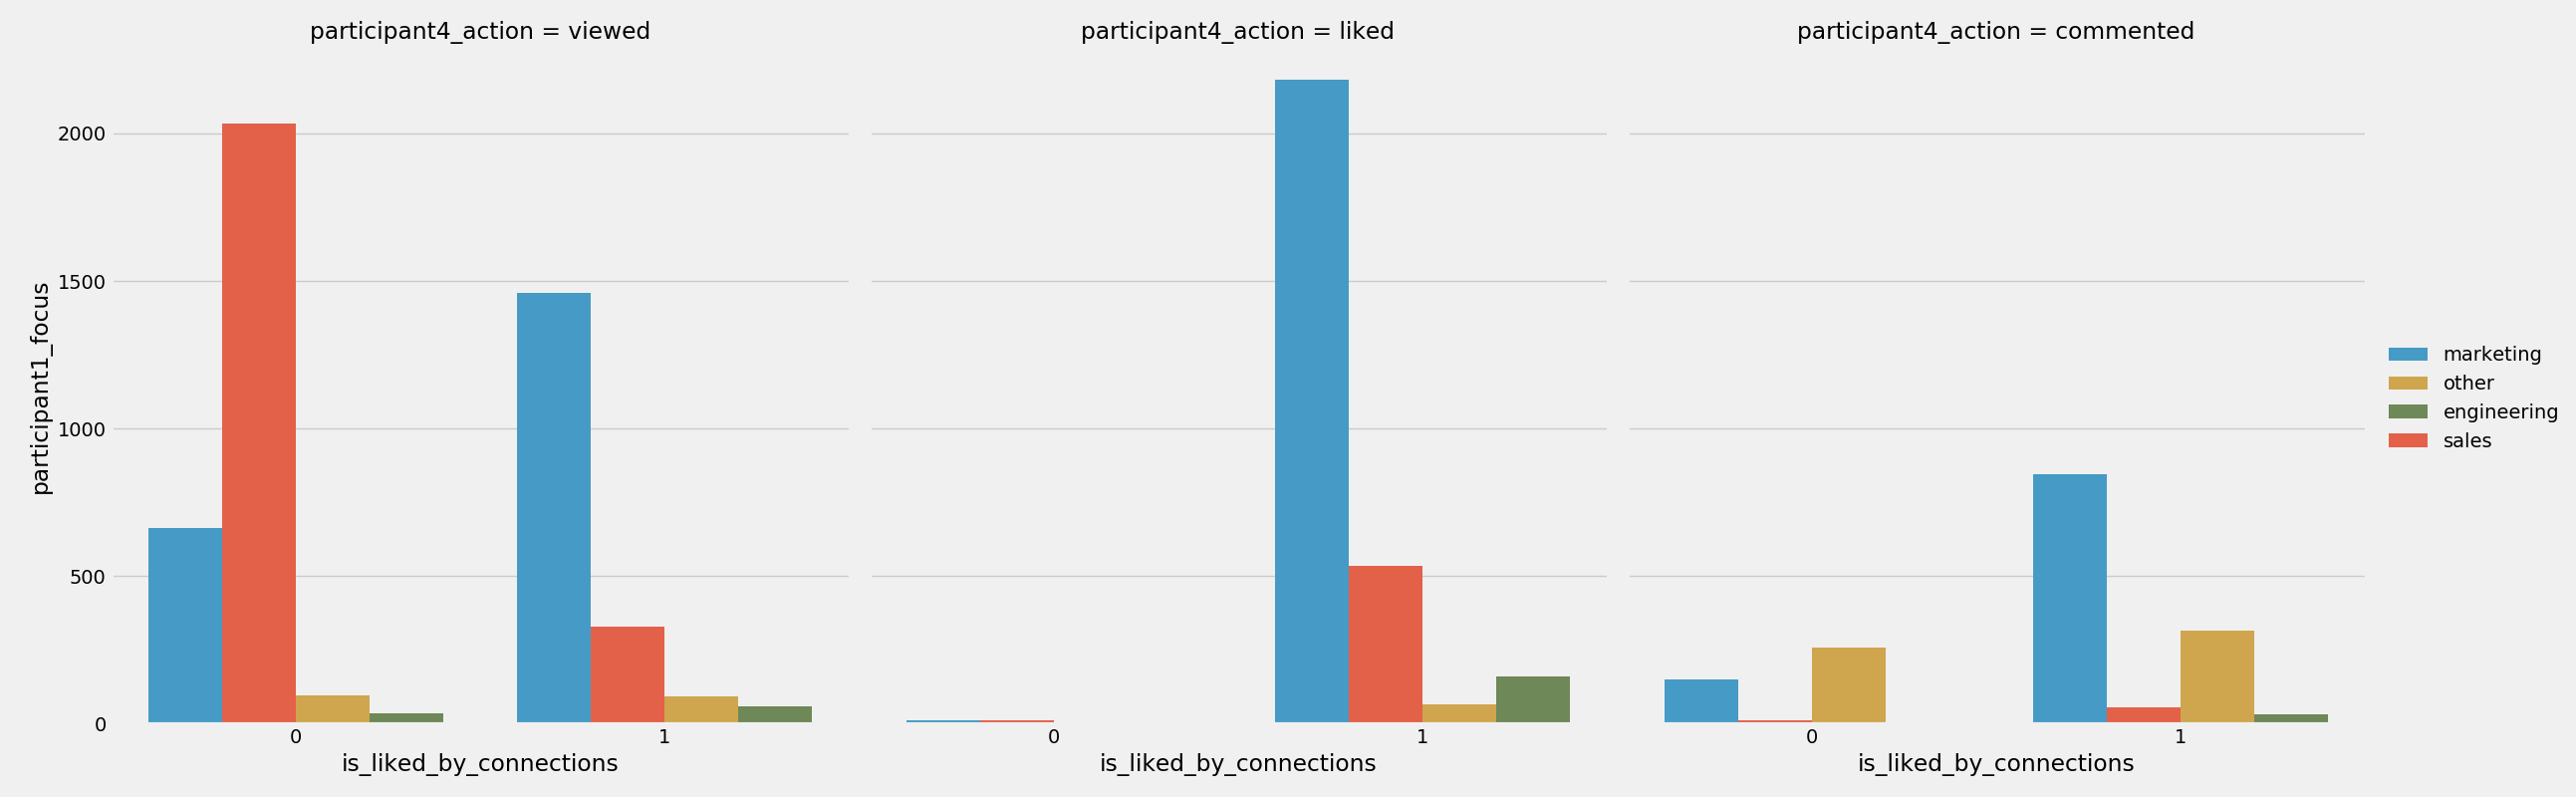 participant4_action = viewed
participant4_action = liked
participant4_action = commented
participant1_focus
2000
1500
1000
500
0
0
1
0
1
0
1
is_liked_by_connections
is_liked_by_connections
is_liked_by_connections
marketing
other
engineering
sales